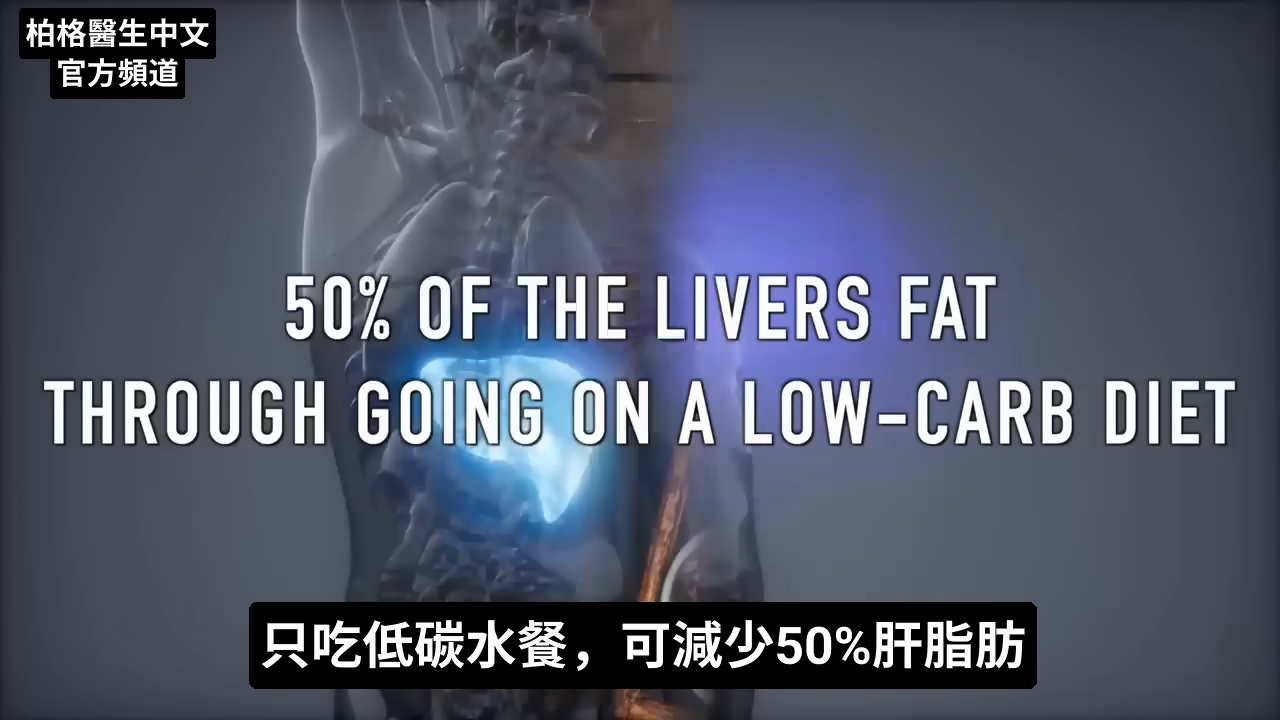 柏格醫生中文
官方頻道
50% OF THE LIVERS FAT
THROUGH GOING ON A LOW-CARB DIET
只吃低碳水餐，可減少50%肝脂肪